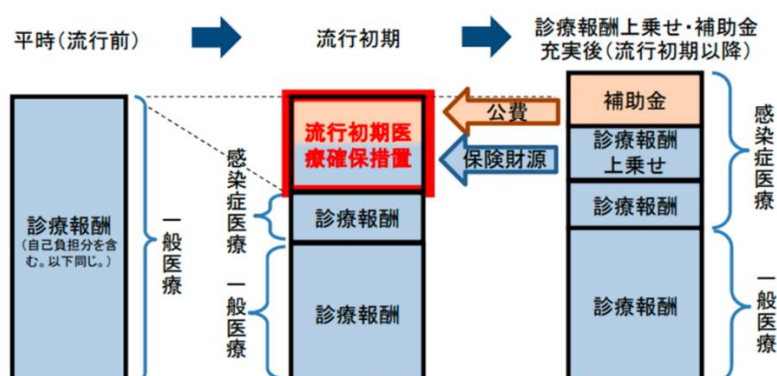 平時(流行前)
流行初期
診療報酬上乗せ・補助金
充実後(流行初期以降)
診療報酬
(自己負担分を含
む。以下同じ。)
一般医療
流行初期医
療確保措置
診療報酬
診療報酬
感染症医療
一般医療
公費
保険財源
補助金
診療報酬
上乗せ
診療報酬
診療報酬
感染症医療
一般医療